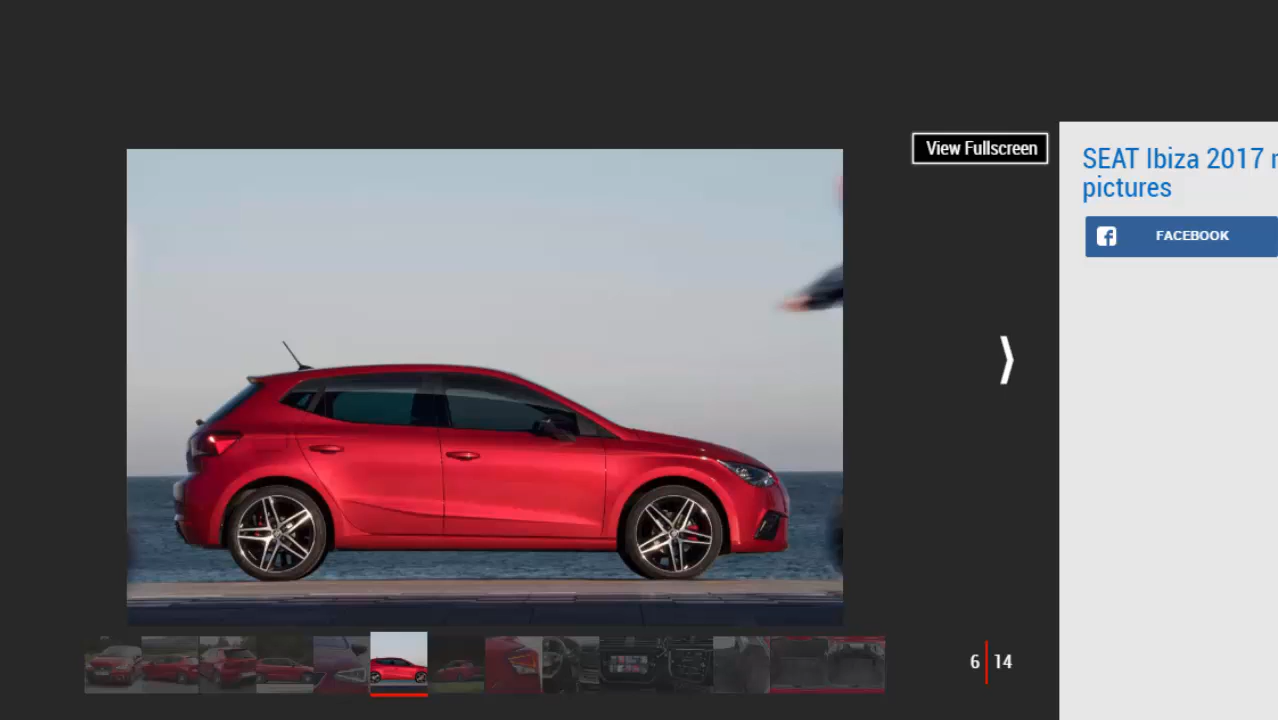 View Fullscreen
SEAT Ibiza 2017 r
pictures
FACEBOOK
6 14